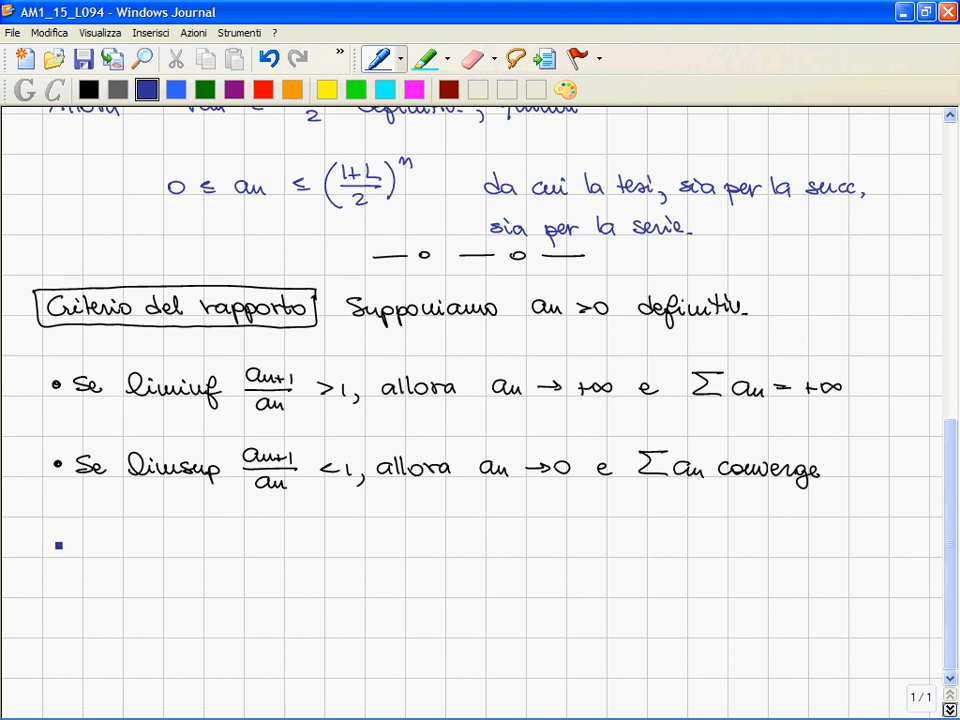 AM1_15_L094 - Windows Journal
File Modifica Visualizza Inserisci Azioni Strumenti ?
G C
Allora
2
0 ≤ an ≤ ((1+L)/2)^n da cui la tesi, sia per la succ,
sia per la serie.
— o — o —
Criterio del rapporto Supponiamo an >0 definitiv.
• Se liminf an+1/an >1, allora an → +∞ e ∑ an = +∞
• Se limsup an+1/an <1, allora an →0 e ∑ an converge
1 / 1